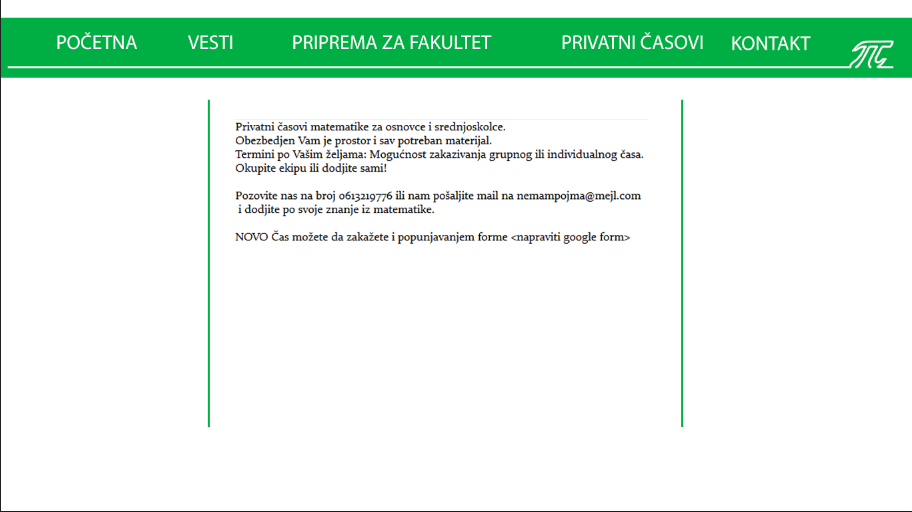 POČETNA VESTI PRIPREMA ZA FAKULTET PRIVATNI ČASOVI KONTAKT
Privatni časovi matematike za osnovce i srednjoskolce.
Obezbedjen Vam je prostor i sav potreban materijal.
Termini po Vašim željama: Mogućnost zakazivanja grupnog ili individualnog časa.
Okupite ekipu ili dodjite sami!
Pozovite nas na broj 0613219776 ili nam pošaljite mail na nemampojma@mejl.com
i dodjite po svoje znanje iz matematike.
NOVO Čas možete da zakažete i popunjavanjem forme <napraviti google form>